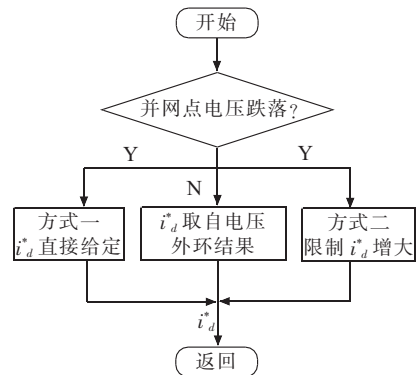 开始
并网点电压跌落?
Y
Y
N
方式一
i*d 直接给定
i*d 取自电压
外环结果
方式二
限制 i*d 增大
i*d
返回